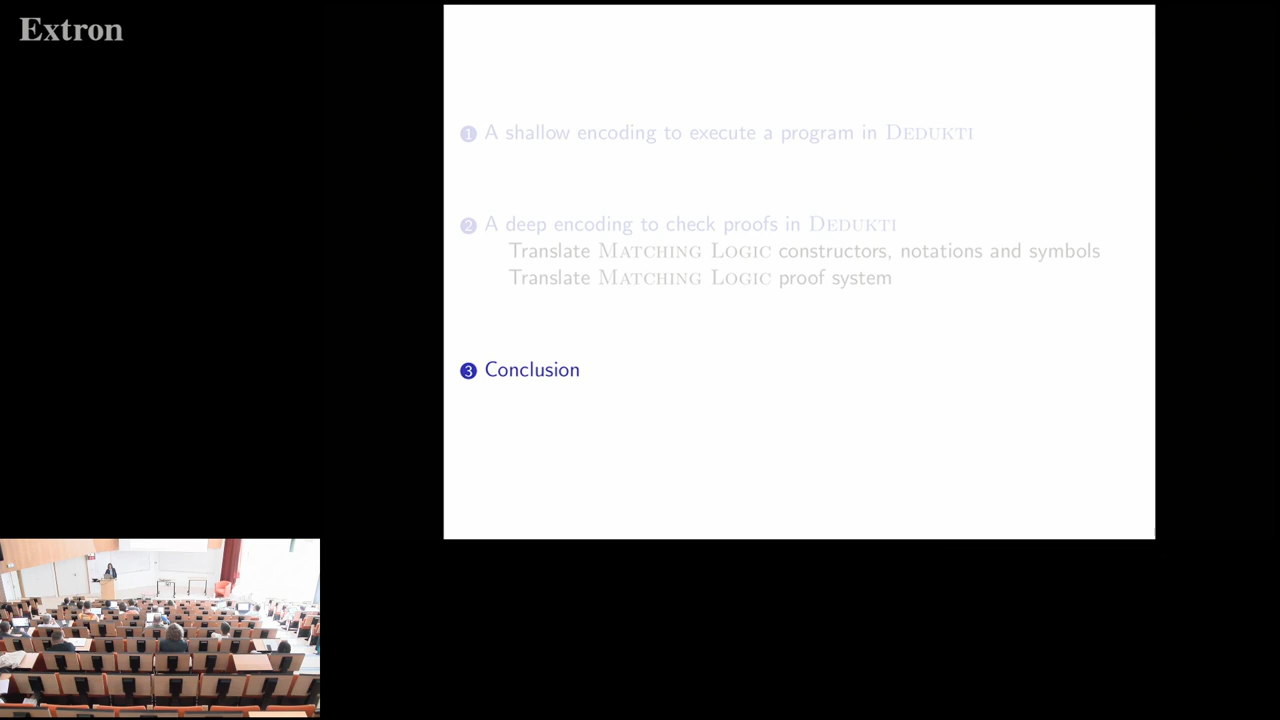 Extron
1 A shallow encoding to execute a program in DEDUKTI
2 A deep encoding to check proofs in DEDUKTI
Translate MATCHING LOGIC constructors, notations and symbols
Translate MATCHING LOGIC proof system
3 Conclusion